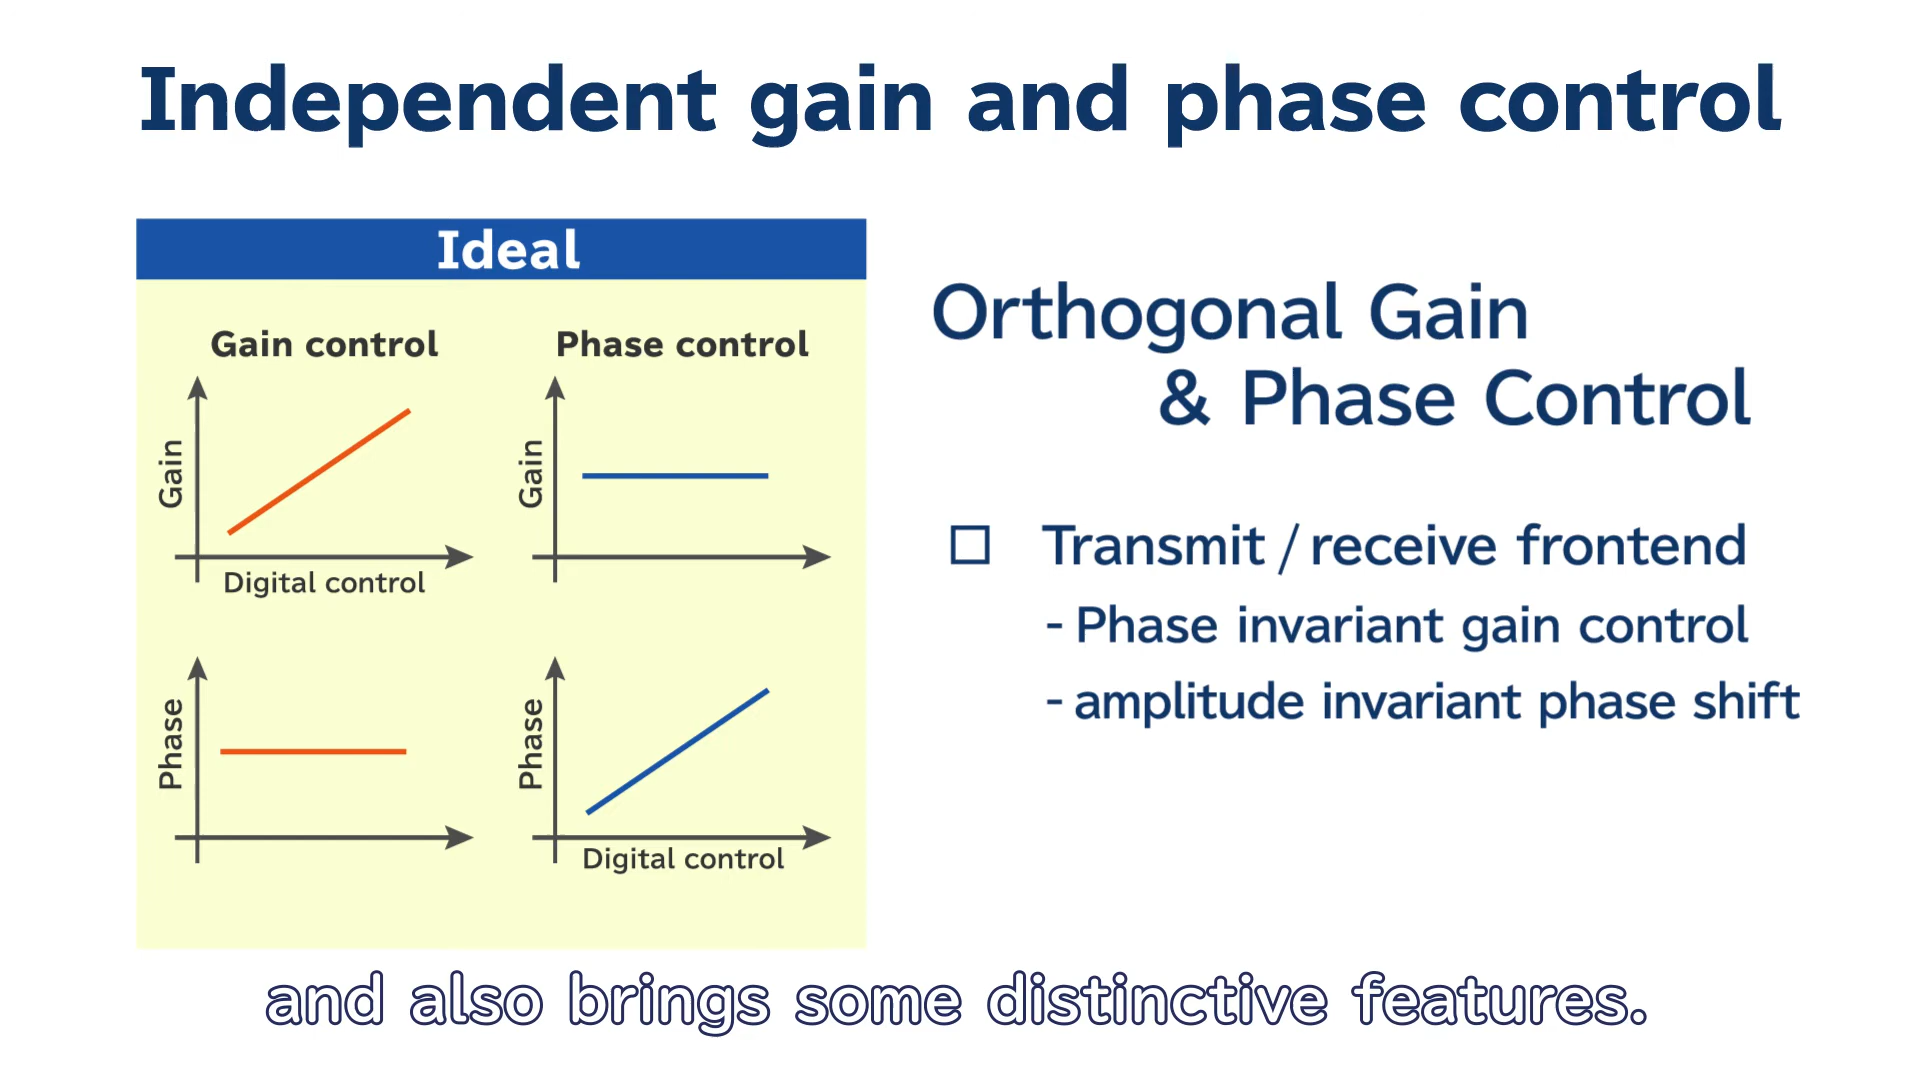 Independent gain and phase control
Ideal
Gain control
Phase control
Gain
Digital control
Gain
Phase
Phase
Digital control
Orthogonal Gain
& Phase Control
□ Transmit / receive frontend
- Phase invariant gain control
- amplitude invariant phase shift
and also brings some distinctive features.